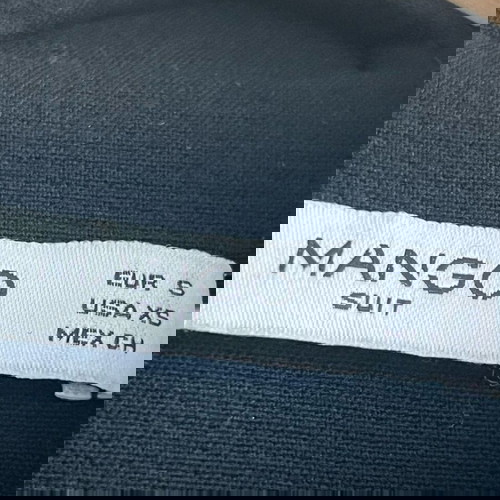 MANGO
SUIT
EUR S
USA XS
MEX CH